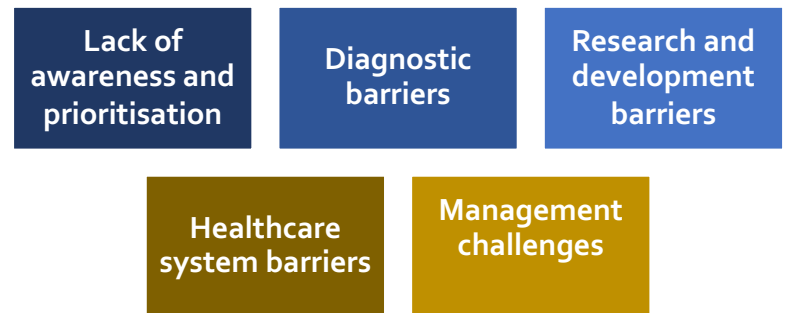 Lack of
awareness and
prioritisation
Diagnostic
barriers
Research and
development
barriers
Healthcare
system barriers
Management
challenges